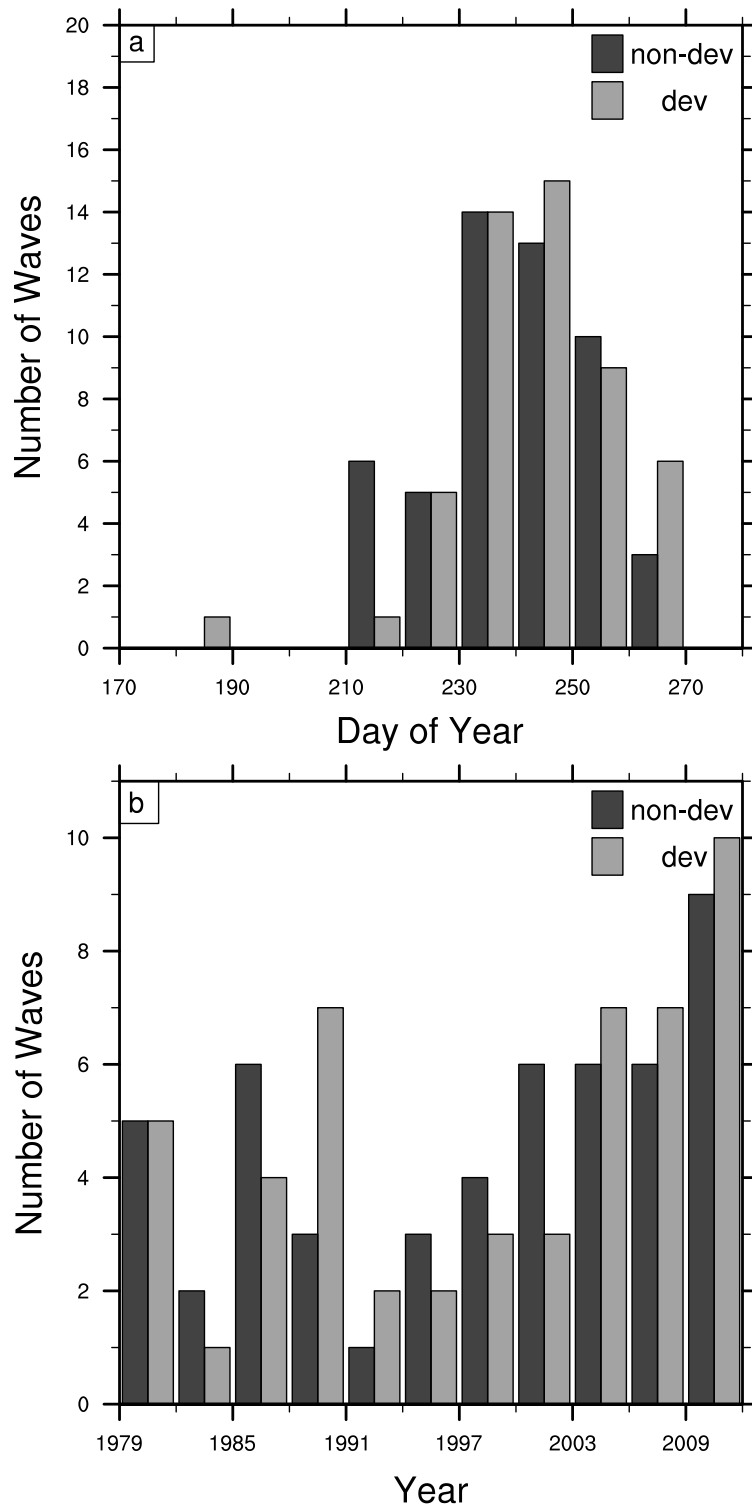 a
non-dev
dev
20
18
16
14
12
10
8
6
4
2
0
Number of Waves
170 190 210 230 250 270
Day of Year
b
non-dev
dev
10
8
6
4
2
0
Number of Waves
1979 1985 1991 1997 2003 2009
Year